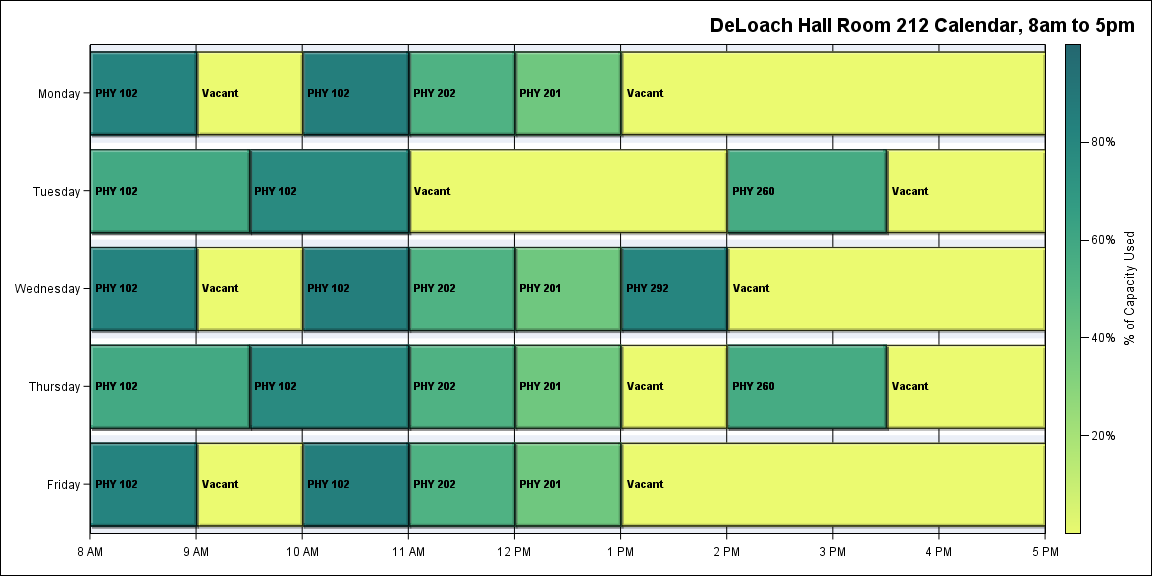 DeLoach Hall Room 212 Calendar, 8am to 5pm
Monday
PHY 102
Vacant
PHY 102
PHY 202
PHY 201
Vacant
Tuesday
PHY 102
PHY 102
Vacant
PHY 260
Vacant
Wednesday
PHY 102
Vacant
PHY 102
PHY 202
PHY 201
PHY 292
Vacant
Thursday
PHY 102
PHY 102
PHY 202
PHY 201
Vacant
PHY 260
Vacant
Friday
PHY 102
Vacant
PHY 102
PHY 202
PHY 201
Vacant
8 AM
9 AM
10 AM
11 AM
12 PM
1 PM
2 PM
3 PM
4 PM
5 PM
80%
60%
40%
20%
% of Capacity Used